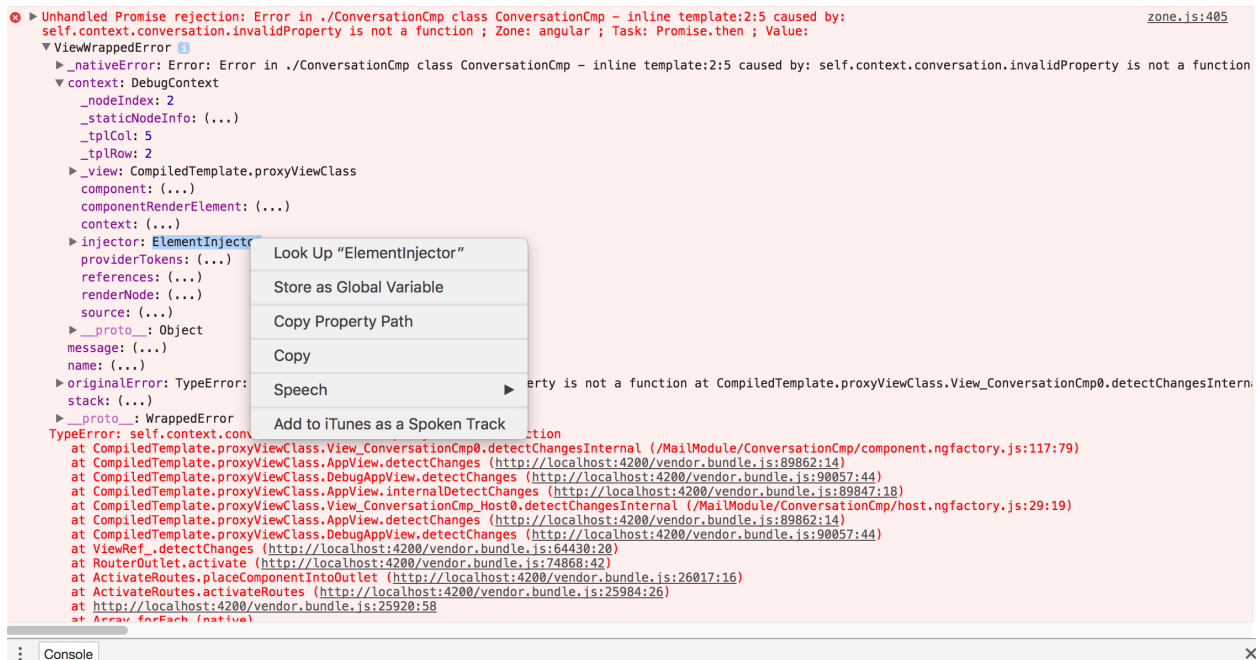 Unhandled Promise rejection: Error in ./ConversationCmp class ConversationCmp – inline template:2:5 caused by: zone.js:405
self.context.conversation.invalidProperty is not a function ; Zone: angular ; Task: Promise.then ; Value:
ViewWrappedError
_nativeError: Error: Error in ./ConversationCmp class ConversationCmp – inline template:2:5 caused by: self.context.conversation.invalidProperty is not a function
context: DebugContext
_nodeIndex: 2
_staticNodeInfo: (...)
_tplCol: 5
_tplRow: 2
_view: CompiledTemplate.proxyViewClass
component: (...)
componentRenderElement: (...)
context: (...)
injector: ElementInjecto
providerTokens: (...)
references: (...)
renderNode: (...)
source: (...)
__proto__: Object
message: (...)
name: (...)
originalError: TypeError: erty is not a function at CompiledTemplate.proxyViewClass.View_ConversationCmp0.detectChangesIntern
stack: (...)
__proto__: WrappedError
Look Up “ElementInjector”
Store as Global Variable
Copy Property Path
Copy
Speech
Add to iTunes as a Spoken Track
TypeError: self.context.con ction
at CompiledTemplate.proxyViewClass.View_ConversationCmp0.detectChangesInternal (/MailModule/ConversationCmp/component.ngfactory.js:117:79)
at CompiledTemplate.proxyViewClass.AppView.detectChanges (http://localhost:4200/vendor.bundle.js:89862:14)
at CompiledTemplate.proxyViewClass.DebugAppView.detectChanges (http://localhost:4200/vendor.bundle.js:90057:44)
at CompiledTemplate.proxyViewClass.AppView.internalDetectChanges (http://localhost:4200/vendor.bundle.js:89847:18)
at CompiledTemplate.proxyViewClass.View_ConversationCmp_Host0.detectChangesInternal (/MailModule/ConversationCmp/host.ngfactory.js:29:19)
at CompiledTemplate.proxyViewClass.AppView.detectChanges (http://localhost:4200/vendor.bundle.js:89862:14)
at CompiledTemplate.proxyViewClass.DebugAppView.detectChanges (http://localhost:4200/vendor.bundle.js:90057:44)
at ViewRef_.detectChanges (http://localhost:4200/vendor.bundle.js:64430:20)
at RouterOutlet.activate (http://localhost:4200/vendor.bundle.js:74868:42)
at ActivateRoutes.placeComponentIntoOutlet (http://localhost:4200/vendor.bundle.js:26017:16)
at ActivateRoutes.activateRoutes (http://localhost:4200/vendor.bundle.js:25984:26)
at http://localhost:4200/vendor.bundle.js:25920:58
at Array.forEach (native)
Console